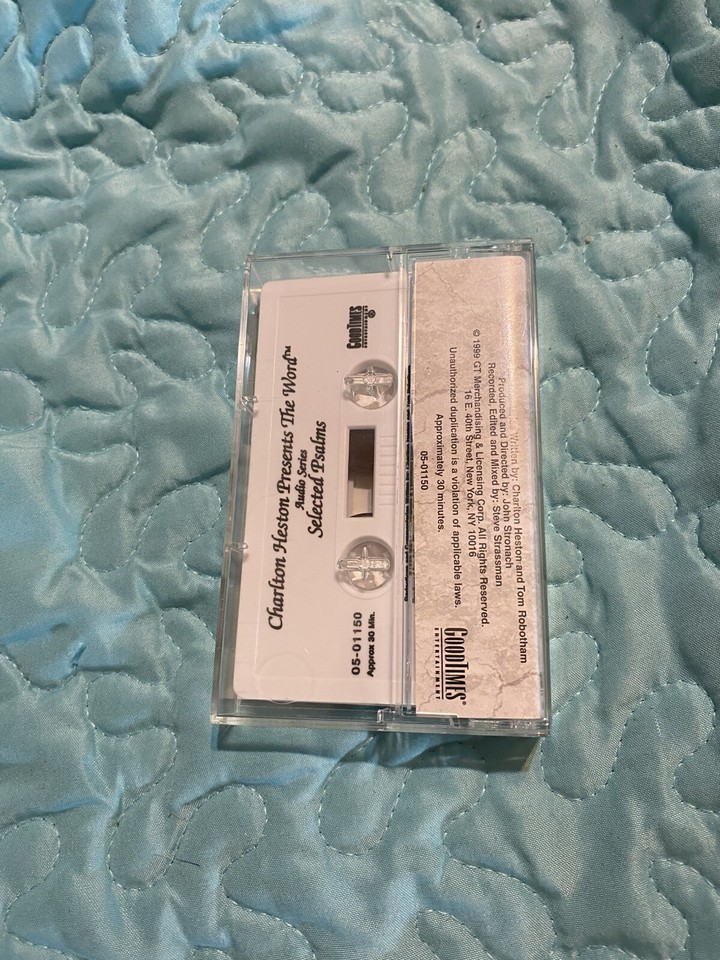 Charlton Heston Presents The Word™
Audio Series
Selected Psalms
GOODTIMES
ENTERTAINMENT
®
05-01150
Approx 30 Min.
Written by: Charlton Heston and Tom Robotham
Produced and Directed by: John Stronach
Recorded, Edited and Mixed by: Steve Strassman
© 1999 GT Merchandising & Licensing Corp. All Rights Reserved.
16 E. 40th Street, New York, NY 10016
Unauthorized duplication is a violation of applicable laws.
Approximately 30 minutes.
05-01150
GOODTIMES®
ENTERTAINMENT